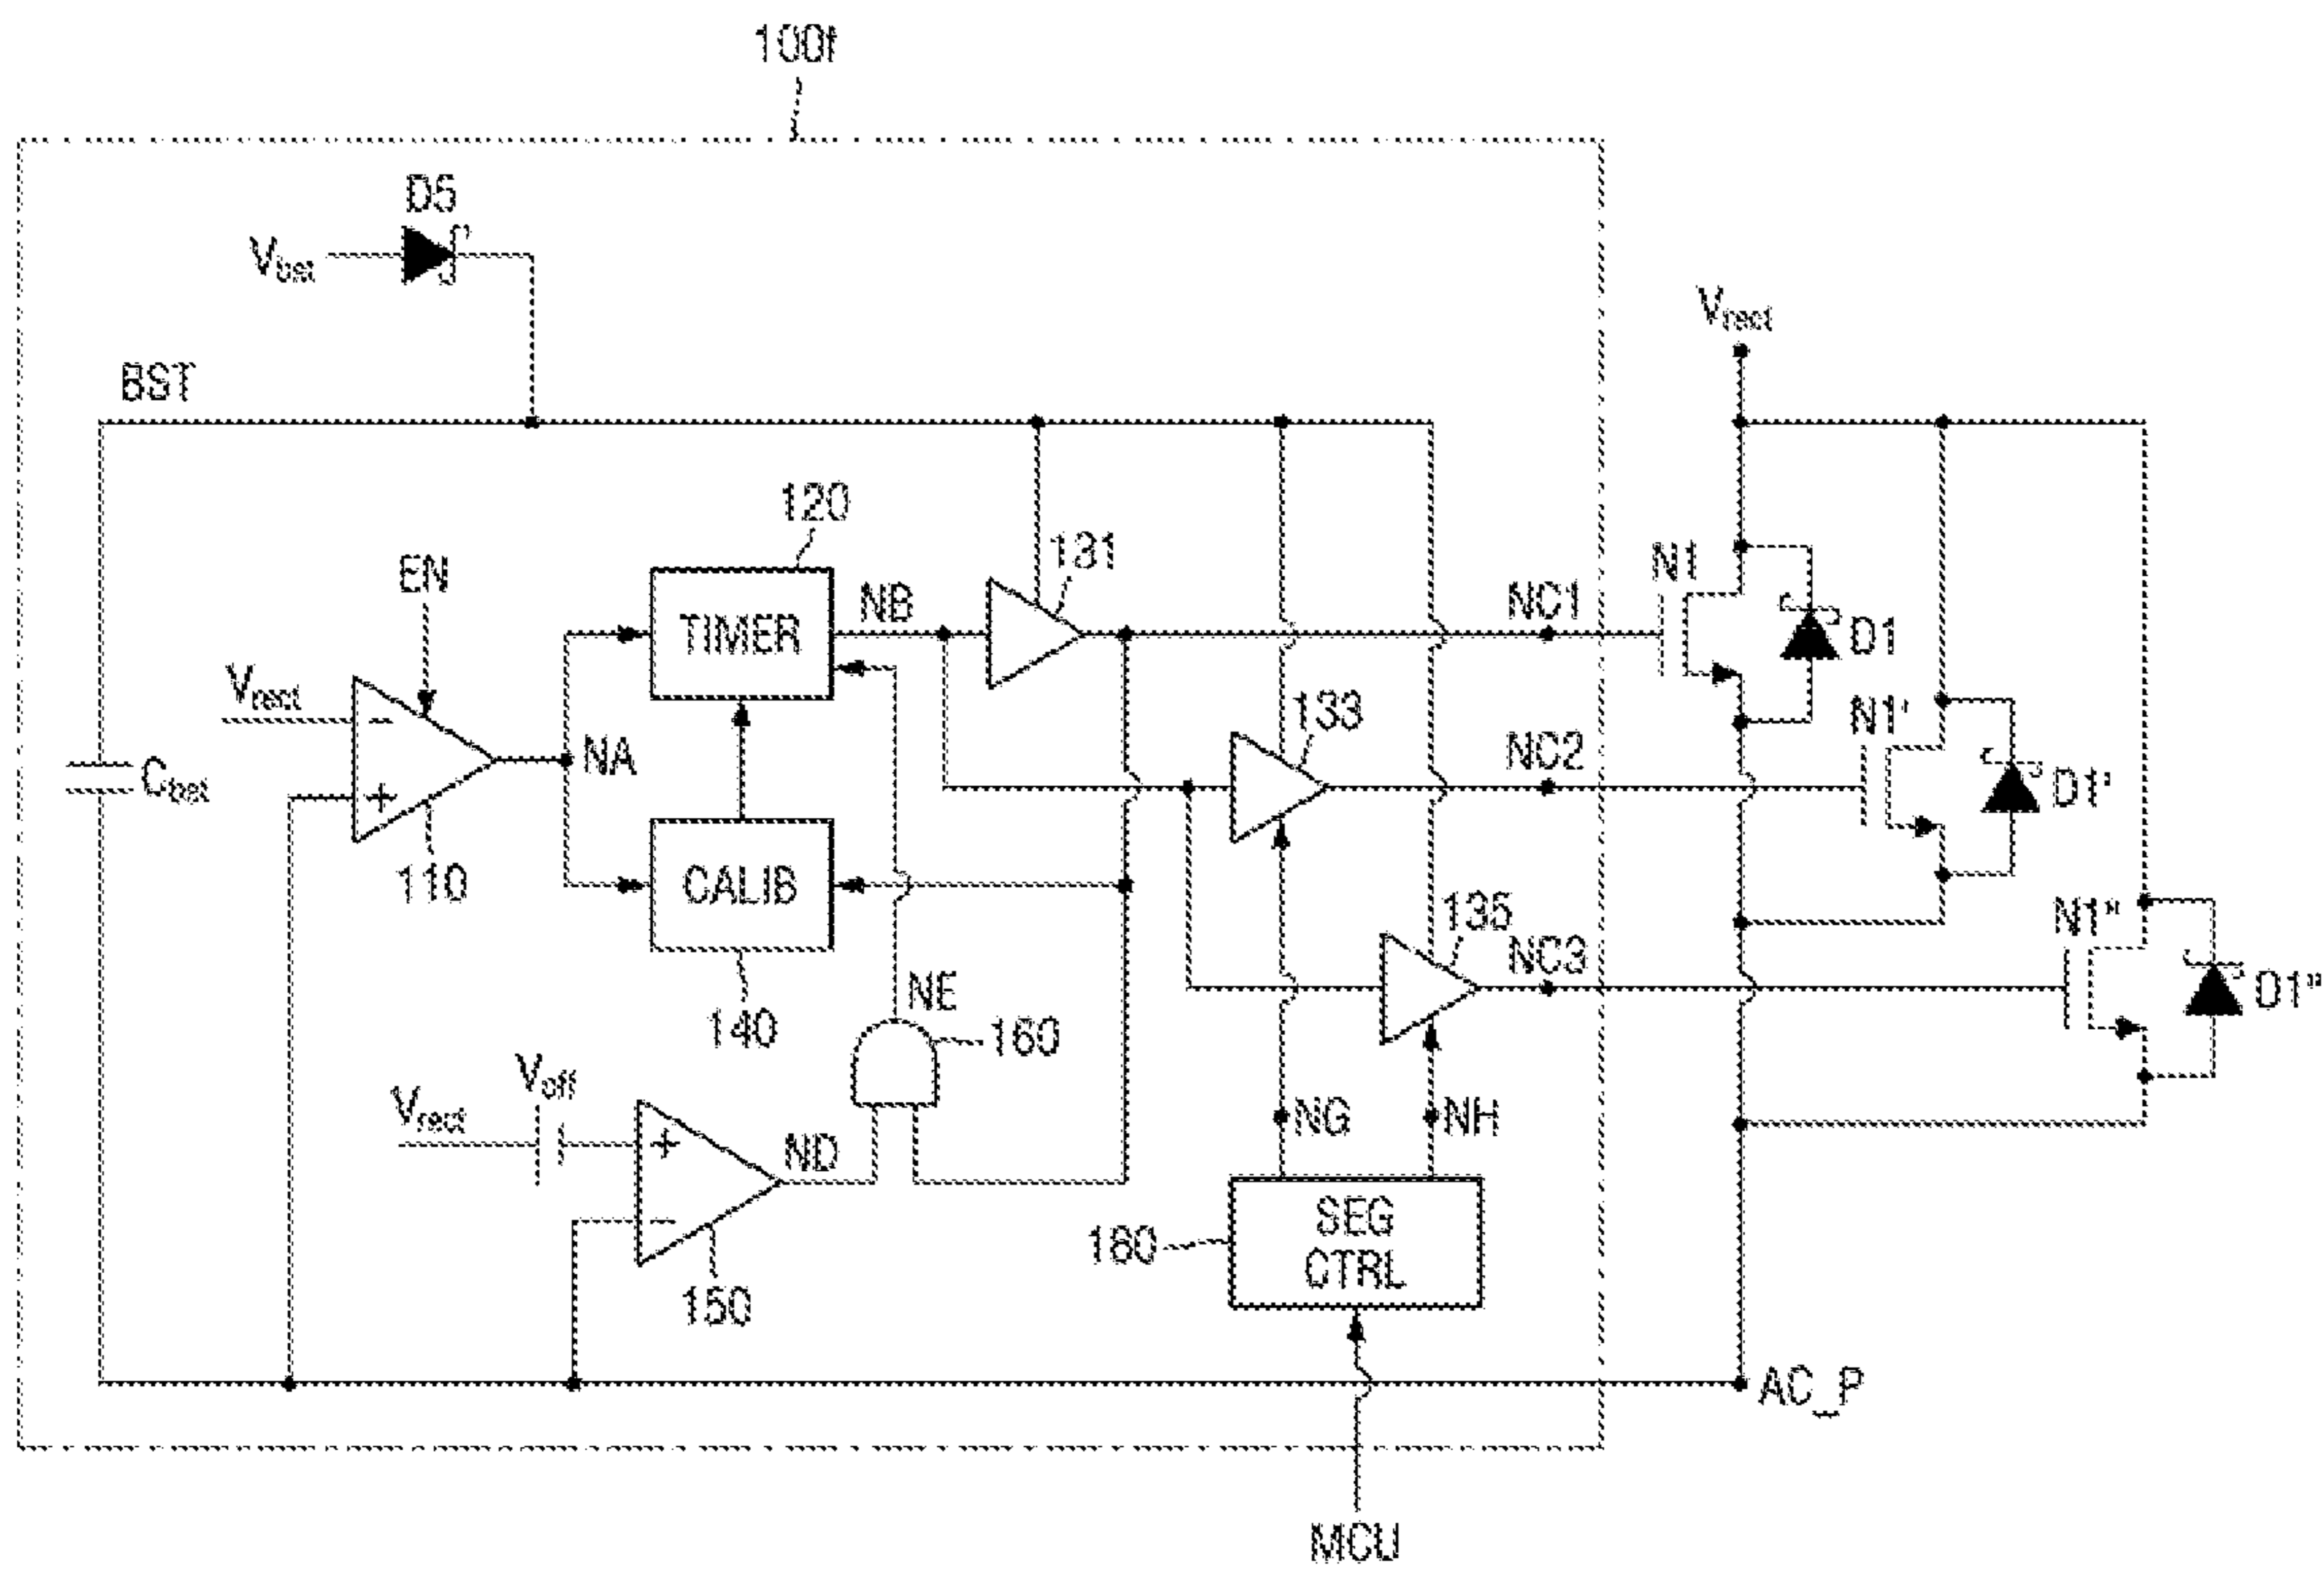 100f
D5
Vbst
Vrect
BST
120
131
EN
N1
NB
NC1
TIMER
D1
Vrect
133
N1'
NA
NC2
Cbst
D1'
110
CALIB
135
N1"
NC3
NE
D1"
140
160
Voff
Vrect
NG
NH
ND
SEG
CTRL
180
150
AC_P
MCU
+
−
+
−